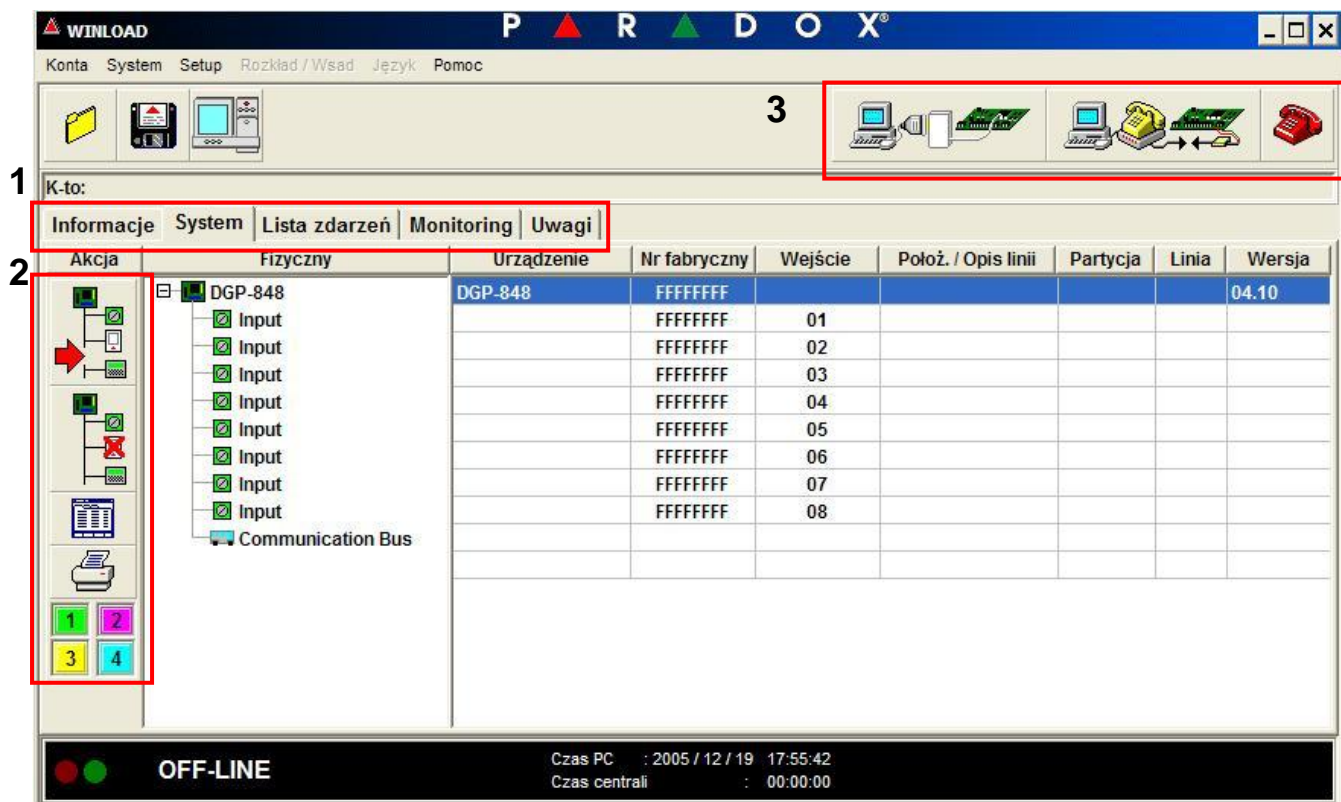 WINLOAD P A R A D O X®
Konta System Setup Rozkład / Wsad Język Pomoc
3
1
K-to:
Informacje System Lista zdarzeń Monitoring Uwagi
2
Akcja Fizyczny Urządzenie Nr fabryczny Wejście Położ. / Opis linii Partycja Linia Wersja
DGP-848 DGP-848 FFFFFFFF 04.10
Input FFFFFFFF 01
Input FFFFFFFF 02
Input FFFFFFFF 03
Input FFFFFFFF 04
Input FFFFFFFF 05
Input FFFFFFFF 06
Input FFFFFFFF 07
Input FFFFFFFF 08
Communication Bus
1 2
3 4
OFF-LINE
Czas PC : 2005 / 12 / 19 17:55:42
Czas centrali : 00:00:00